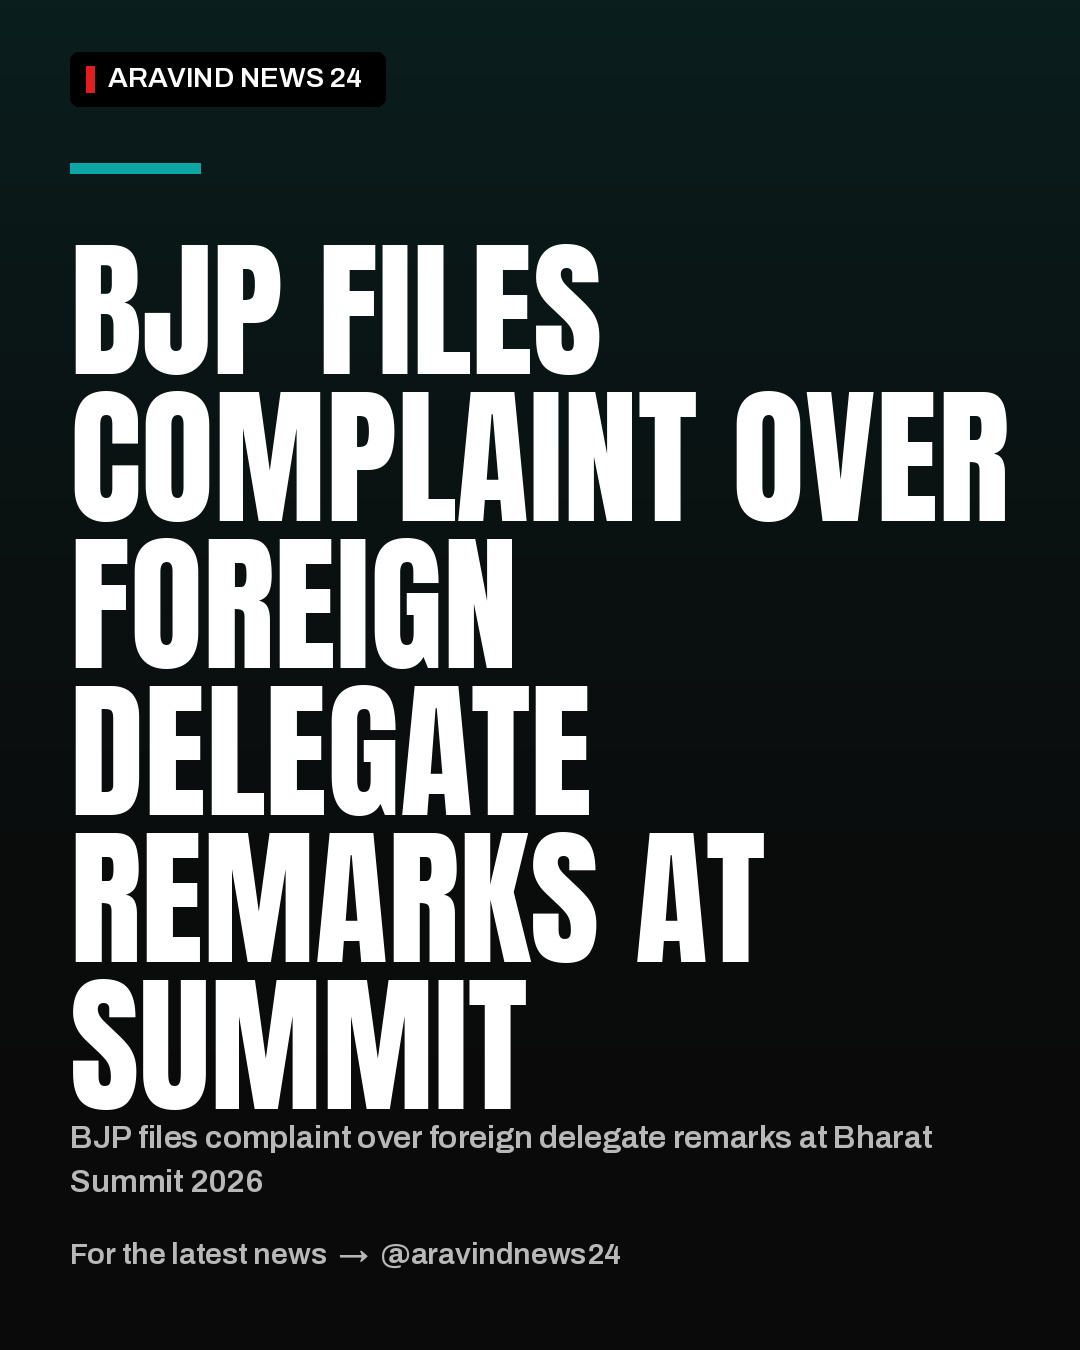 ARAVIND NEWS 24
BJP FILES
COMPLAINT OVER
FOREIGN
DELEGATE
REMARKS AT
SUMMIT
BJP files complaint over foreign delegate remarks at Bharat
Summit 2026
For the latest news → @aravindnews24